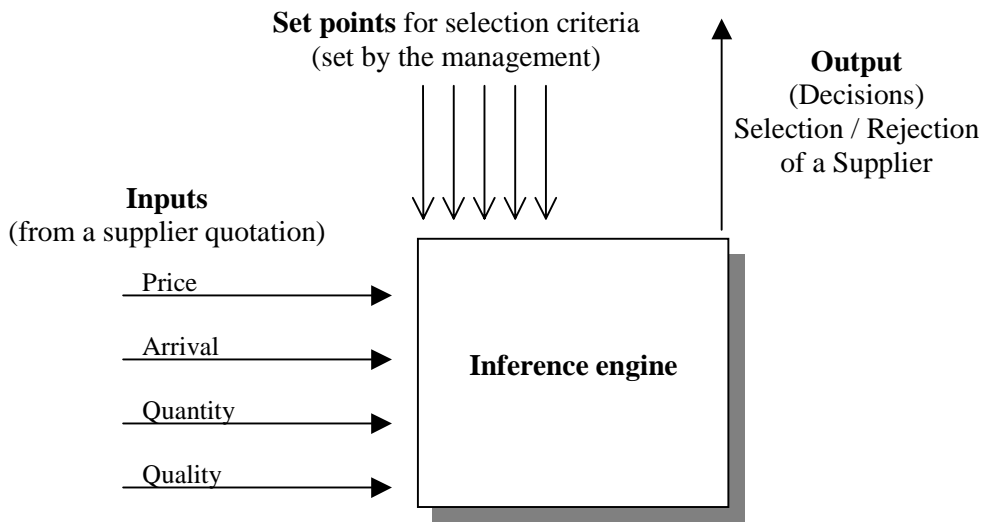 Set points for selection criteria
(set by the management)
Output
(Decisions)
Selection / Rejection
of a Supplier
Inputs
(from a supplier quotation)
Price
Arrival
Quantity
Quality
Inference engine